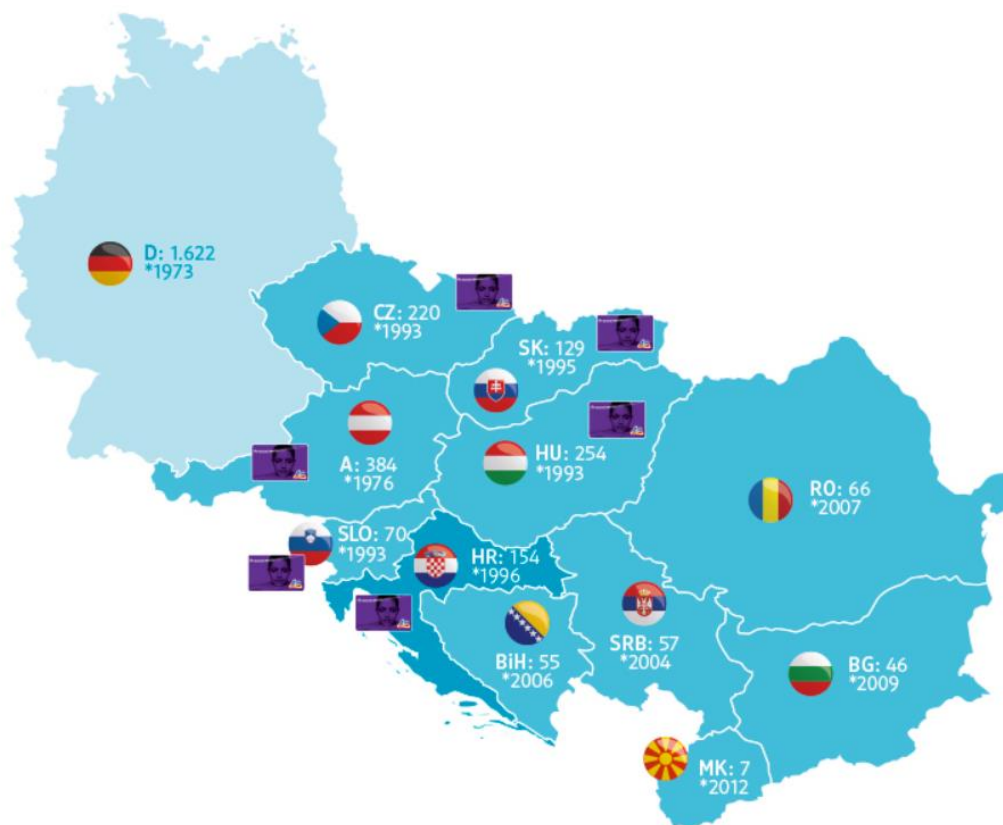 D: 1.622
*1973
CZ: 220
*1993
SK: 129
*1995
A: 384
*1976
HU: 254
*1993
RO: 66
*2007
SLO: 70
*1993
HR: 154
*1996
BiH: 55
*2006
SRB: 57
*2004
BG: 46
*2009
MK: 7
*2012